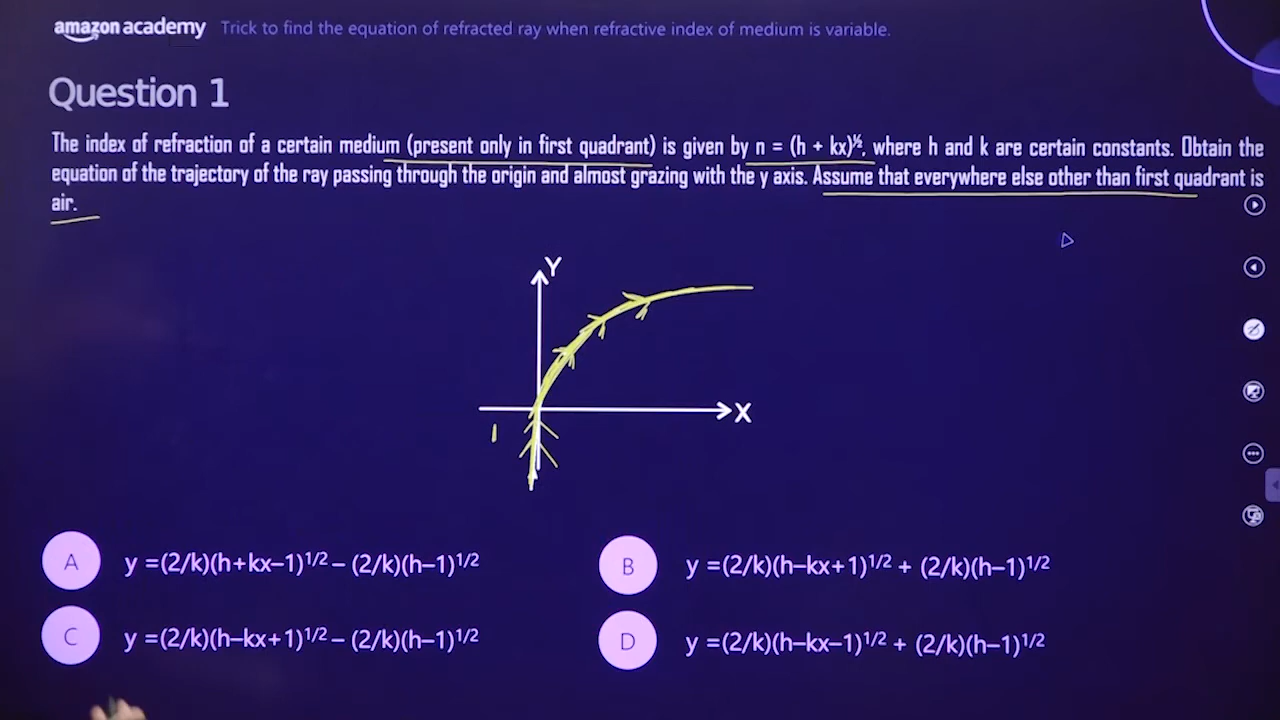 amazon academy Trick to find the equation of refracted ray when refractive index of medium is variable.
Question 1
The index of refraction of a certain medium (present only in first quadrant) is given by n = (h + kx)½, where h and k are certain constants. Obtain the
equation of the trajectory of the ray passing through the origin and almost grazing with the y axis. Assume that everywhere else other than first quadrant is
air.
Y
X
1
A y =(2/k)(h+kx–1)1/2 – (2/k)(h–1)1/2
B y =(2/k)(h–kx+1)1/2 + (2/k)(h–1)1/2
C y =(2/k)(h–kx+1)1/2 – (2/k)(h–1)1/2
D y =(2/k)(h–kx–1)1/2 + (2/k)(h–1)1/2